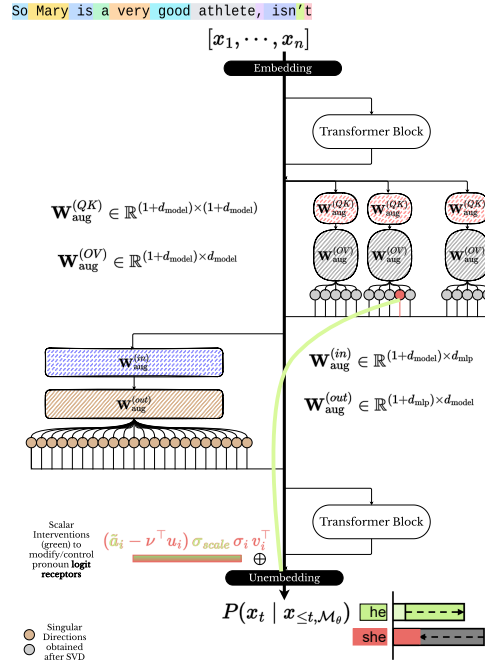 So Mary is a very good athlete, isn't
[x₁, ⋯, xₙ]
Embedding
Transformer Block
W_aug^(QK) W_aug^(QK) W_aug^(QK)
W_aug^(QK) ∈ ℝ^(1+d_model)×(1+d_model)
W_aug^(OV) W_aug^(OV) W_aug^(OV)
W_aug^(OV) ∈ ℝ^(1+d_model)×d_model
W_aug^(in)
W_aug^(in) ∈ ℝ^(1+d_model)×d_mlp
W_aug^(out)
W_aug^(out) ∈ ℝ^(1+d_mlp)×d_model
Transformer Block
Scalar
Interventions
(green) to
modify/control
pronoun logit
receptors
(ã_i − ν^⊤u_i) σ_scale σ_i v_i^⊤
⊕
Unembedding
P(x_t | x_≤t, M_θ)
he
she
Singular
Directions
obtained
after SVD